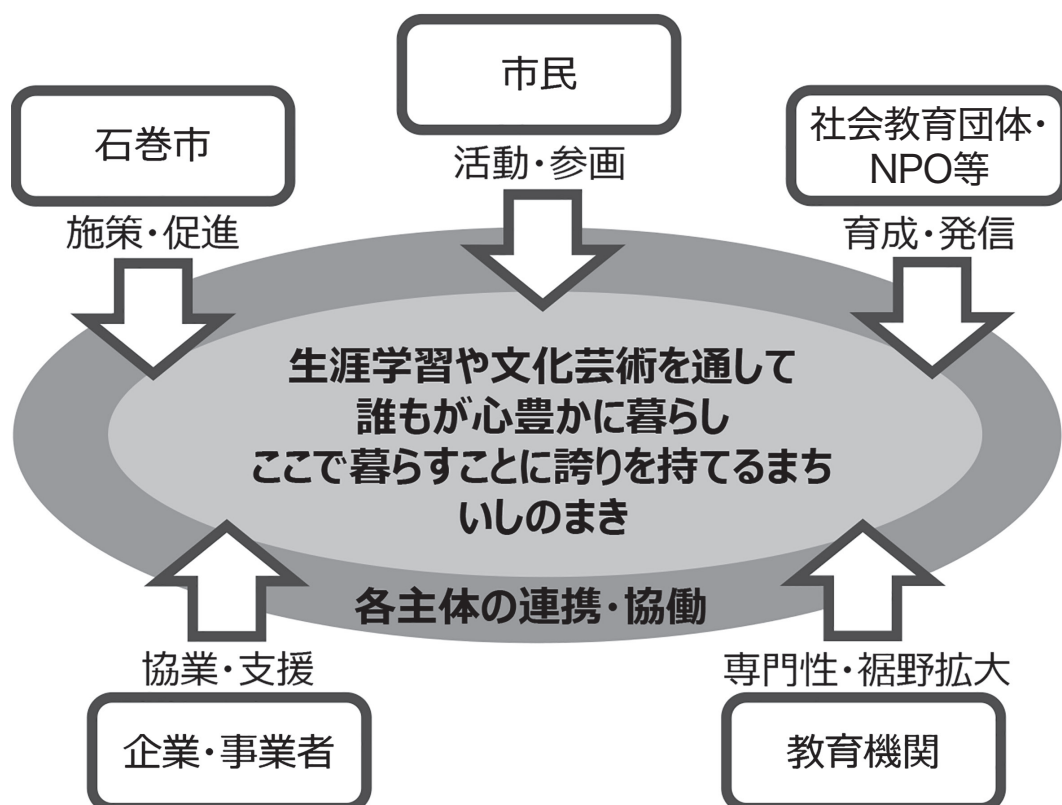 市民
活動・参画
石巻市
施策・促進
社会教育団体・
NPO等
育成・発信
生涯学習や文化芸術を通して
誰もが心豊かに暮らし
ここで暮らすことに誇りを持てるまち
いしのまき
各主体の連携・協働
協業・支援
企業・事業者
専門性・裾野拡大
教育機関